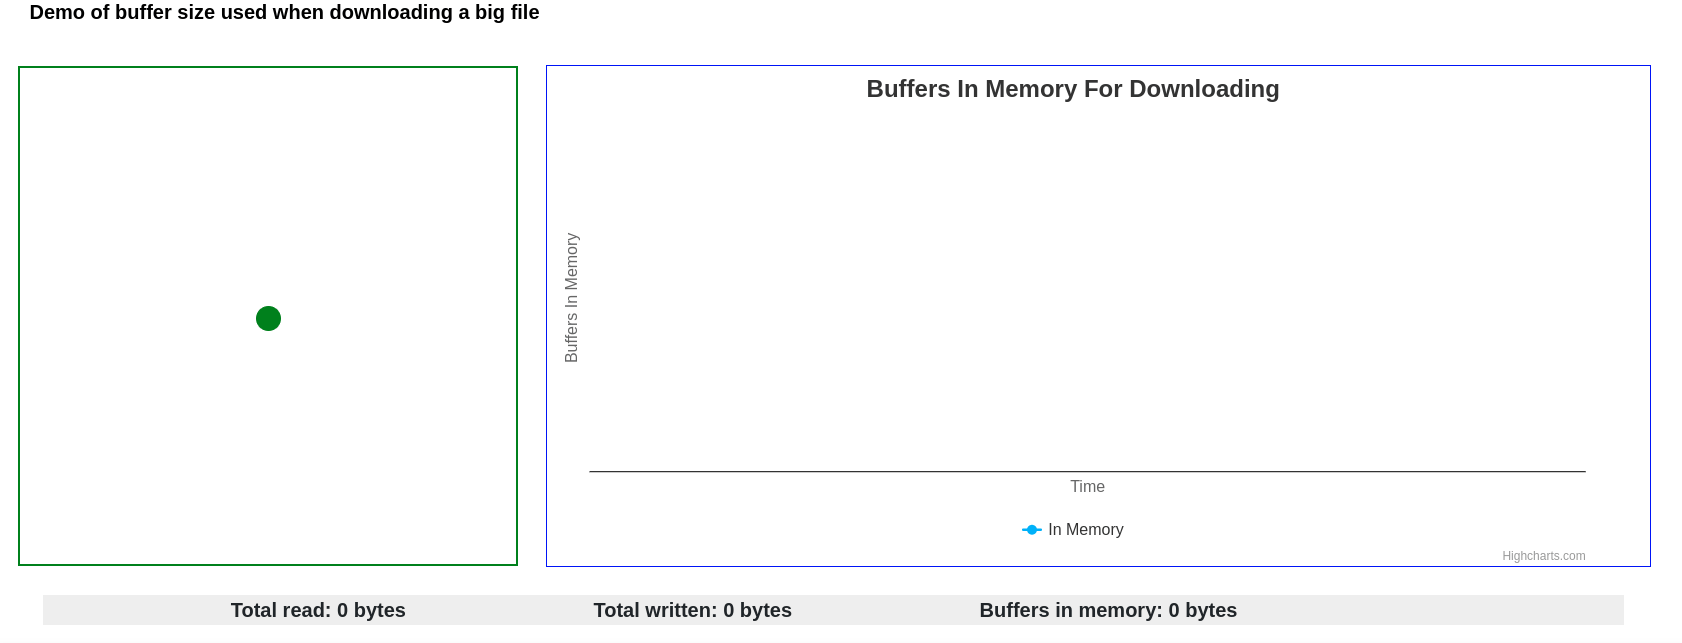 Demo of buffer size used when downloading a big file
Buffers In Memory For Downloading
Buffers In Memory
Time
In Memory
Highcharts.com
Total read: 0 bytes Total written: 0 bytes Buffers in memory: 0 bytes